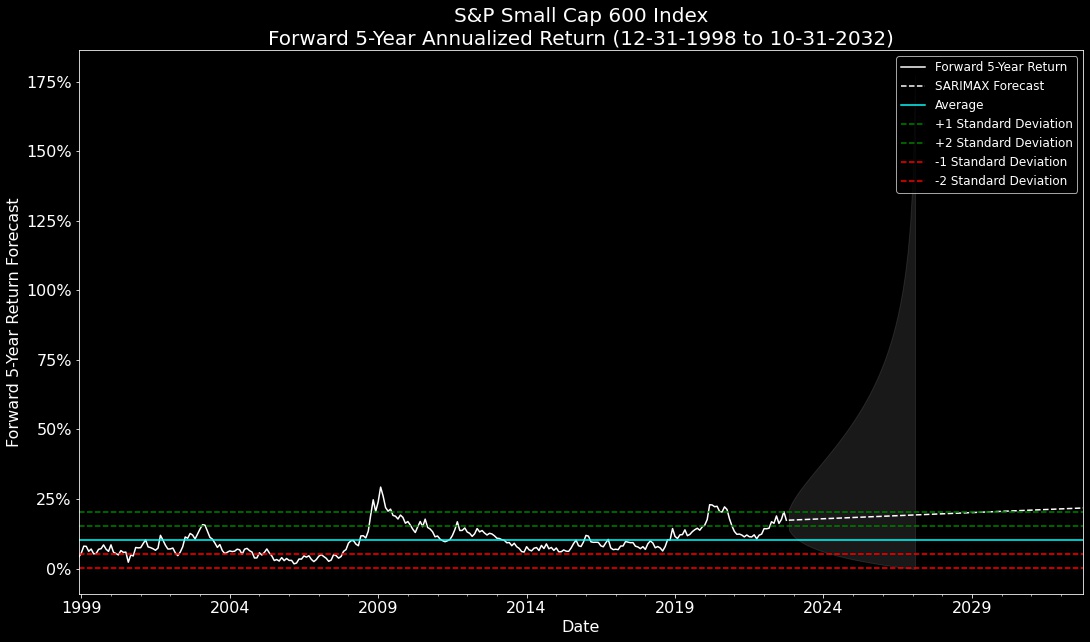 S&P Small Cap 600 Index
Forward 5-Year Annualized Return (12-31-1998 to 10-31-2032)
Forward 5-Year Return Forecast
175%
150%
125%
100%
75%
50%
25%
0%
Forward 5-Year Return
SARIMAX Forecast
Average
+1 Standard Deviation
+2 Standard Deviation
-1 Standard Deviation
-2 Standard Deviation
1999 2004 2009 2014 2019 2024 2029
Date